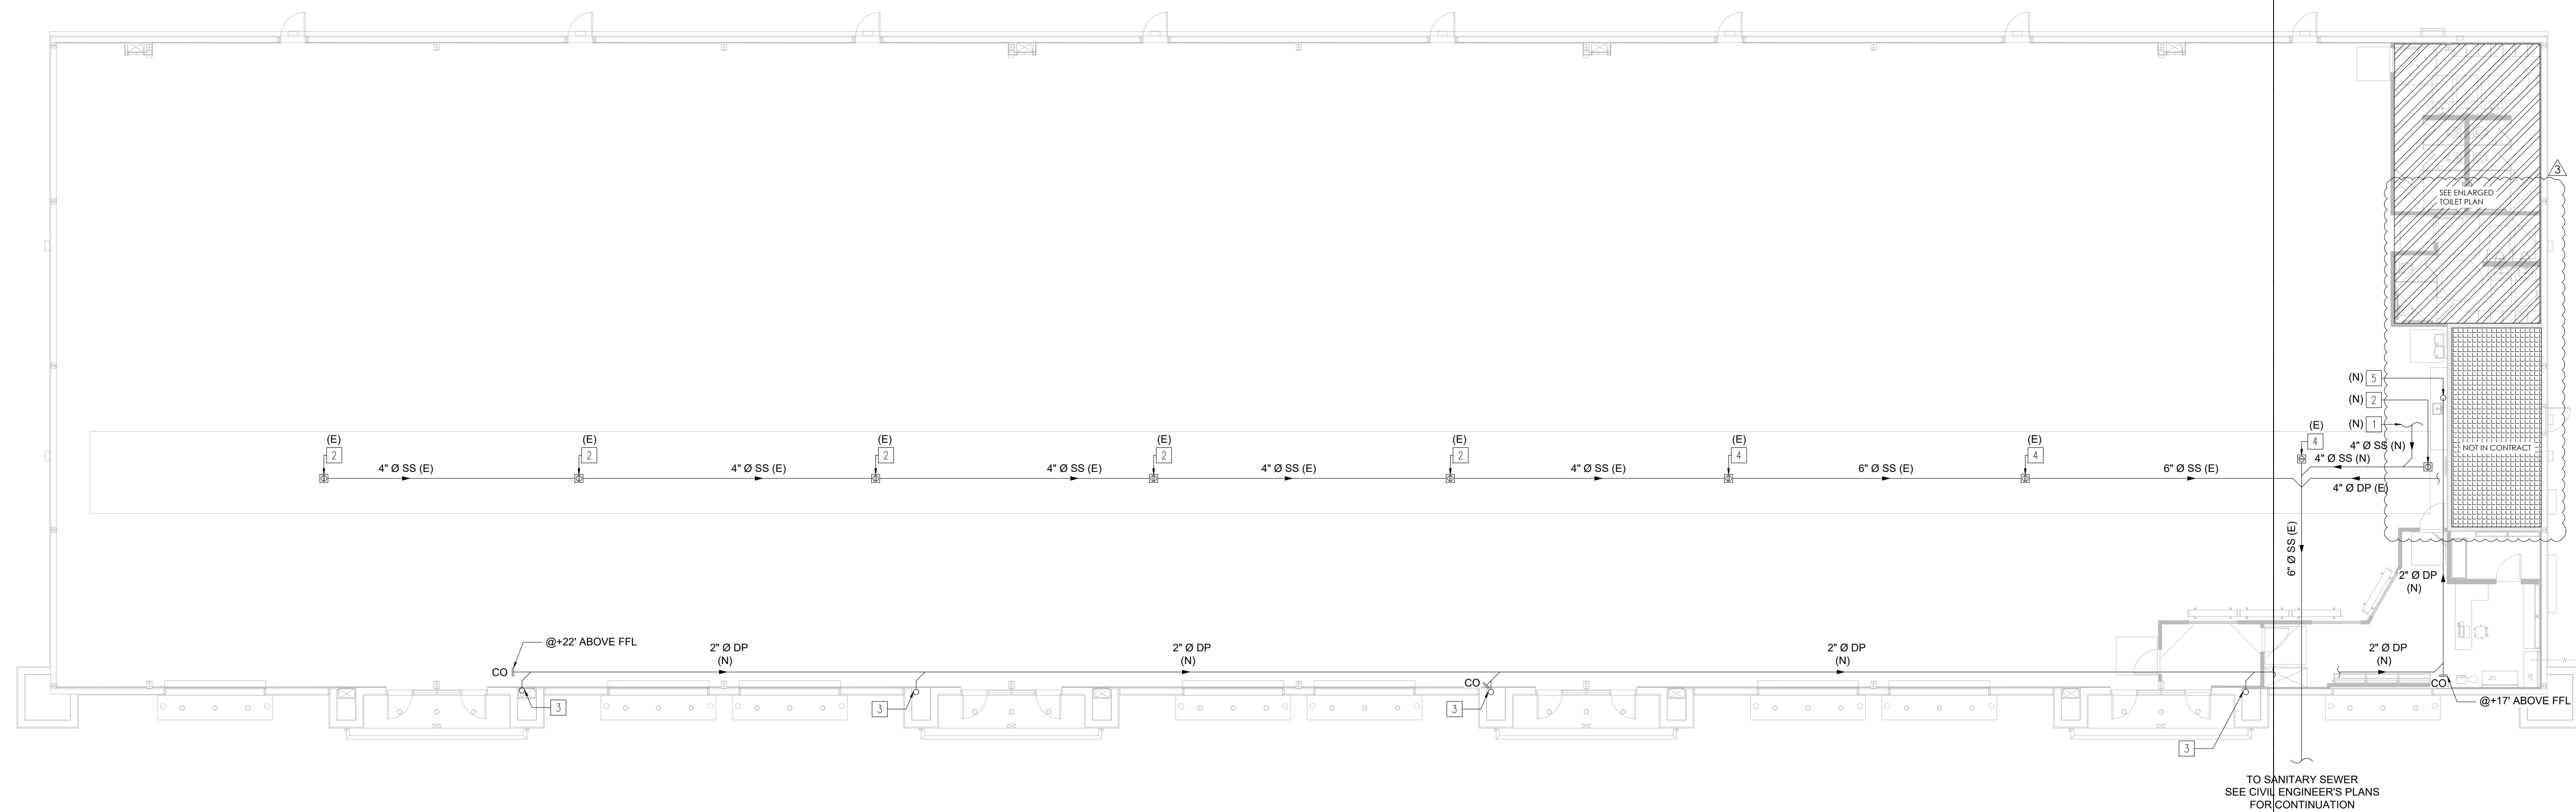 3
SEE ENLARGED
TOILET PLAN
(N) 5
(N) 2
(N) 1
(E)
4
4" Ø SS (N)
4" Ø SS (N)
NOT IN CONTRACT
4" Ø DP (E)
(E)
2
(E)
2
(E)
2
(E)
2
(E)
2
(E)
4
(E)
4
4" Ø SS (E)
4" Ø SS (E)
4" Ø SS (E)
4" Ø SS (E)
4" Ø SS (E)
6" Ø SS (E)
6" Ø SS (E)
6" Ø SS (E)
2" Ø DP
(N)
@+22' ABOVE FFL
CO
2" Ø DP
(N)
2" Ø DP
(N)
2" Ø DP
(N)
2" Ø DP
(N)
CO
CO
@+17' ABOVE FFL
3
3
3
3
W
TO SANITARY SEWER
SEE CIVIL ENGINEER'S PLANS
FOR CONTINUATION